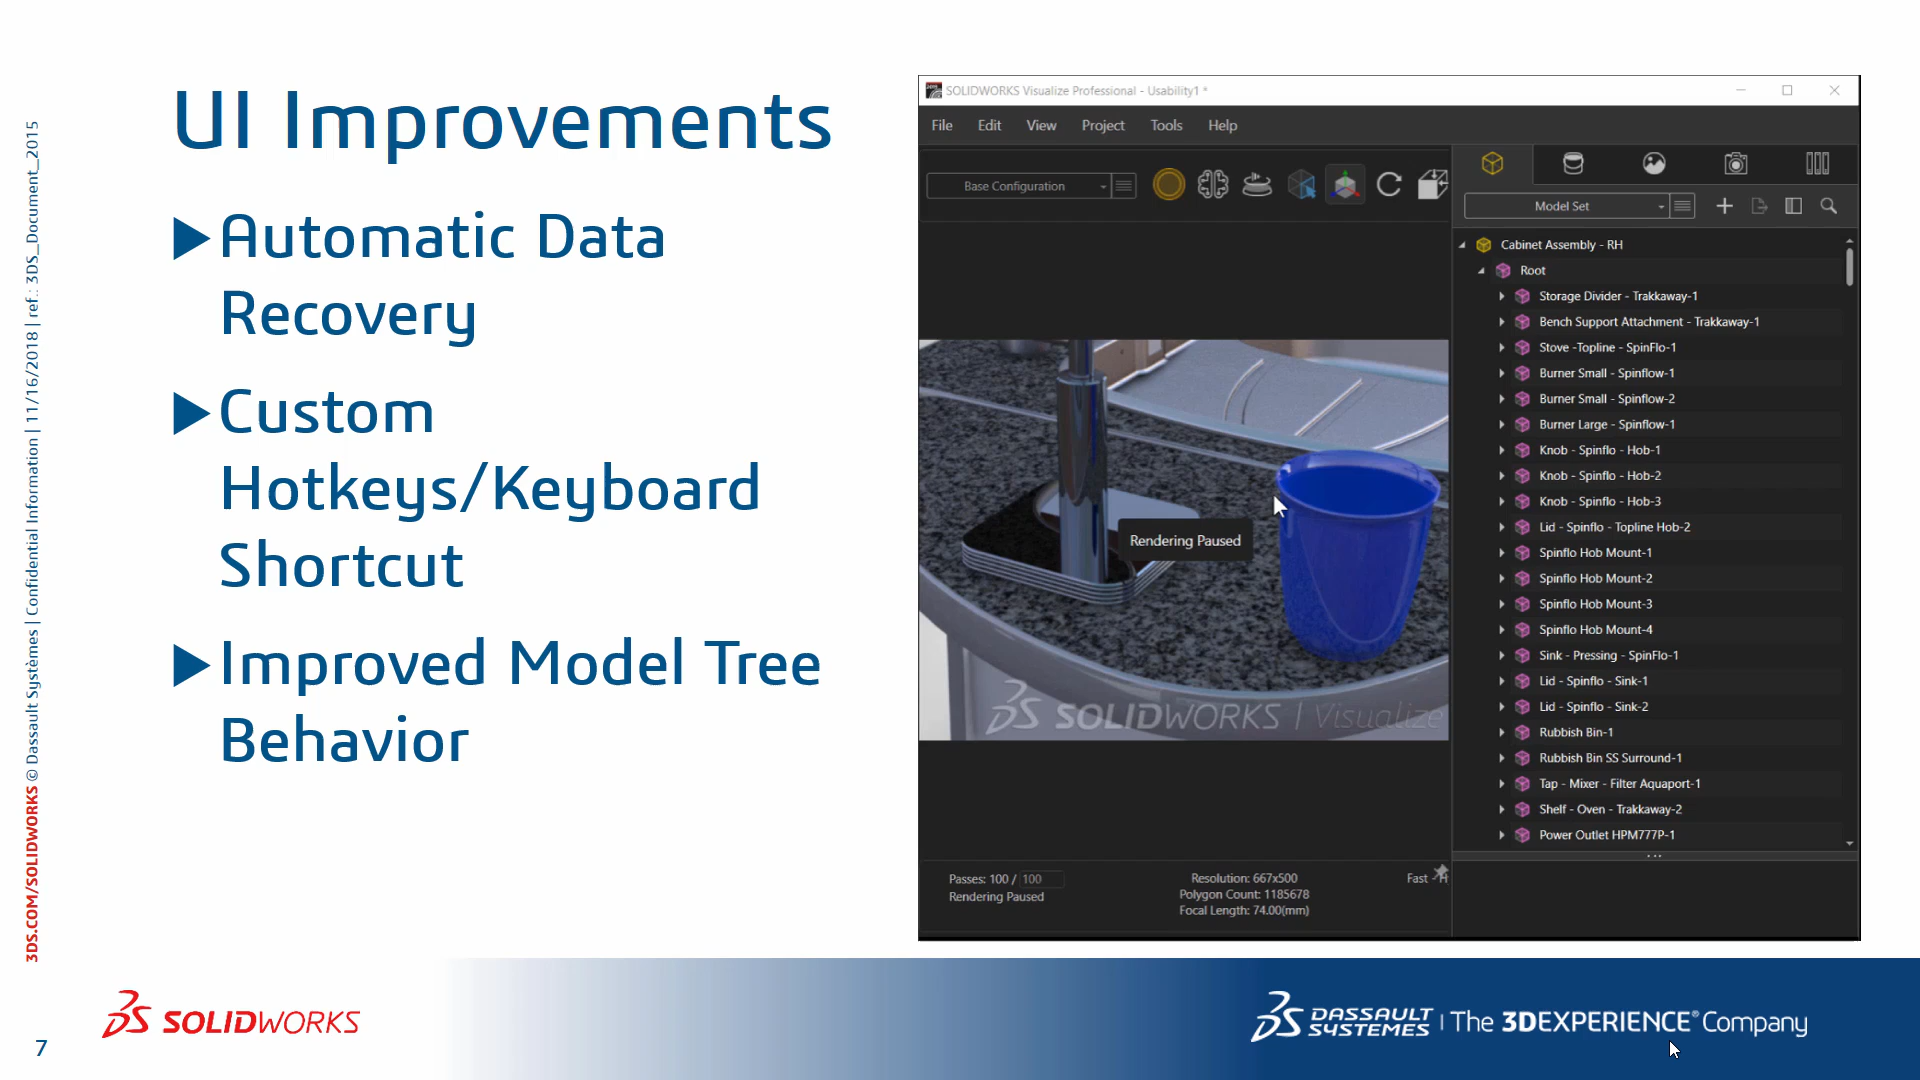 UI Improvements
Automatic Data
Recovery
Custom
Hotkeys/Keyboard
Shortcut
Improved Model Tree
Behavior
3DS.COM/SOLIDWORKS © Dassault Systèmes | Confidential Information | 11/16/2018 | ref.: 3DS_Document_2015
SOLIDWORKS Visualize Professional - Usability1 *
File Edit View Project Tools Help
Base Configuration
Rendering Paused
SOLIDWORKS | Visualize
Passes: 100 / 100
Rendering Paused
Resolution: 667x500
Polygon Count: 1185678
Focal Length: 74.00(mm)
Fast
Model Set
Cabinet Assembly - RH
Root
Storage Divider - Trakkaway-1
Bench Support Attachment - Trakkaway-1
Stove -Topline - SpinFlo-1
Burner Small - Spinflow-1
Burner Small - Spinflow-2
Burner Large - Spinflow-1
Knob - Spinflo - Hob-1
Knob - Spinflo - Hob-2
Knob - Spinflo - Hob-3
Lid - Spinflo - Topline Hob-2
Spinflo Hob Mount-1
Spinflo Hob Mount-2
Spinflo Hob Mount-3
Spinflo Hob Mount-4
Sink - Pressing - SpinFlo-1
Lid - Spinflo - Sink-1
Lid - Spinflo - Sink-2
Rubbish Bin-1
Rubbish Bin SS Surround-1
Tap - Mixer - Filter Aquaport-1
Shelf - Oven - Trakkaway-2
Power Outlet HPM777P-1
SOLIDWORKS
DASSAULT SYSTEMES | The 3DEXPERIENCE® Company
7